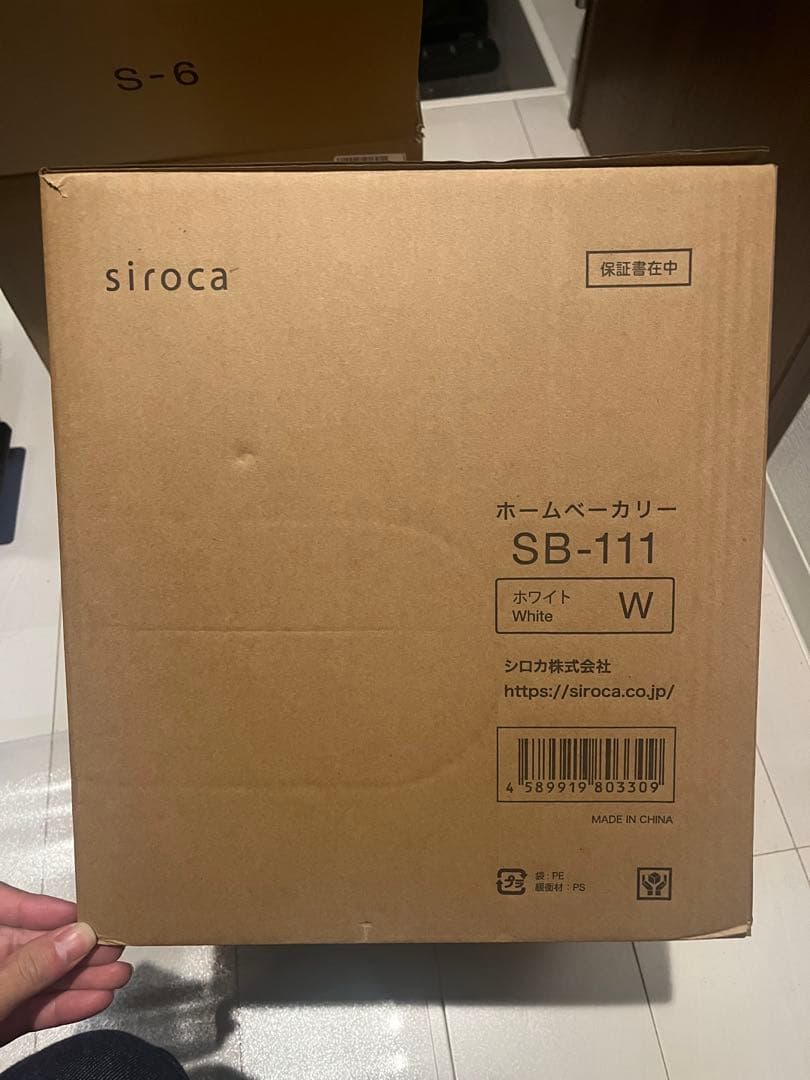 S-6
siroca
保証書在中
ホームベーカリー
SB-111
ホワイト
White
W
シロカ株式会社
https://siroca.co.jp/
4 589919 803309
MADE IN CHINA
プラ
袋:PE
緩衝材:PS